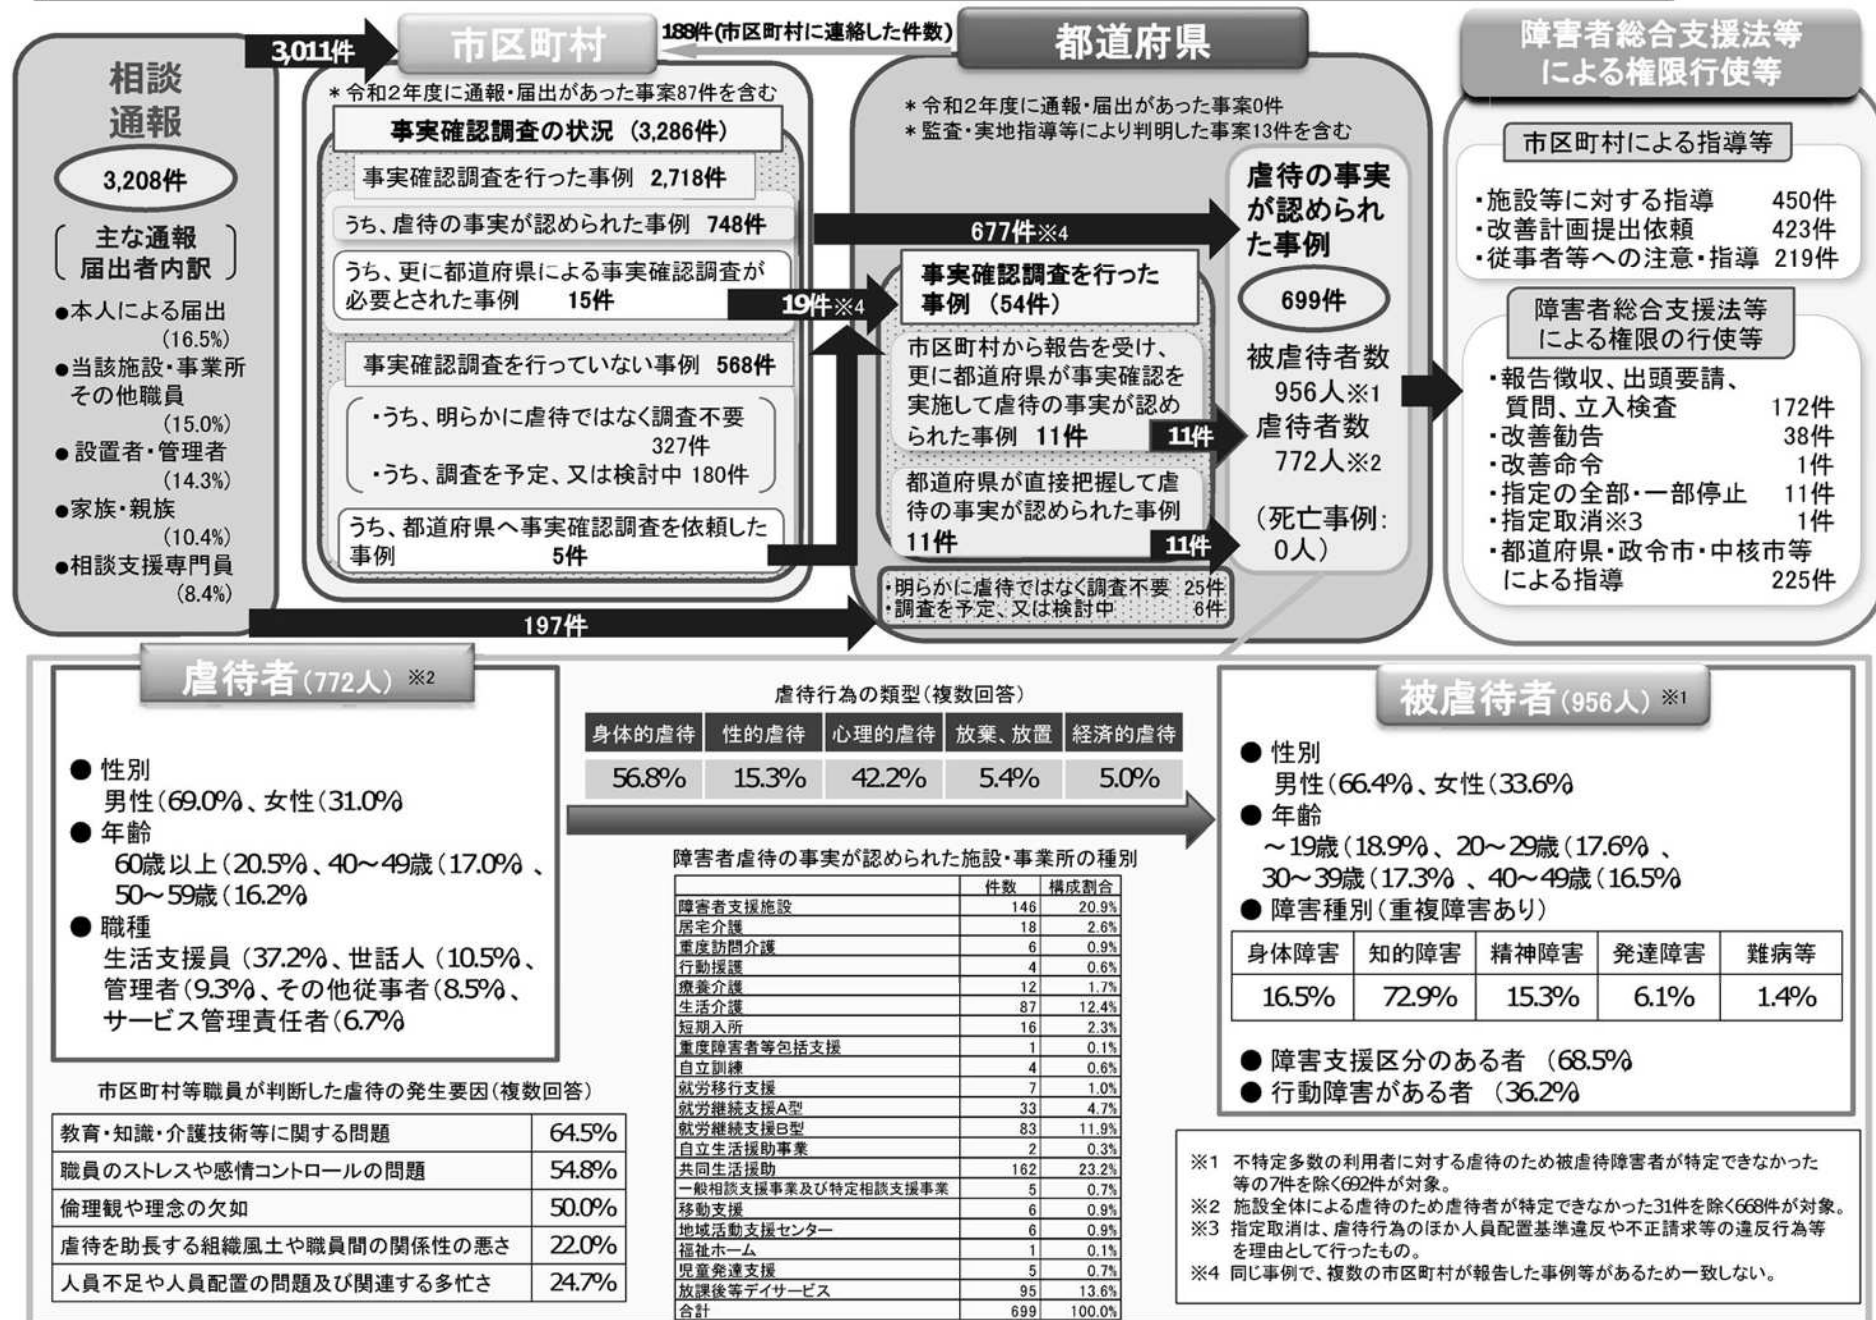 相談
通報
3,208件
主な通報
届出者内訳
●本人による届出
(16.5%)
●当該施設・事業所
その他職員
(15.0%)
●設置者・管理者
(14.3%)
●家族・親族
(10.4%)
●相談支援専門員
(8.4%)
3,011件
市区町村
188件(市区町村に連絡した件数)
＊令和2年度に通報・届出があった事案87件を含む
事実確認調査の状況 (3,286件)
事実確認調査を行った事例 2,718件
うち、虐待の事実が認められた事例 748件
うち、更に都道府県による事実確認調査が
必要とされた事例 15件
事実確認調査を行っていない事例 568件
・うち、明らかに虐待ではなく調査不要
327件
・うち、調査を予定、又は検討中 180件
うち、都道府県へ事実確認調査を依頼した
事例 5件
197件
677件※4
19件※4
都道府県
＊令和2年度に通報・届出があった事案0件
＊監査・実地指導等により判明した事案13件を含む
事実確認調査を行った
事例 (54件)
市区町村から報告を受け、
更に都道府県が事実確認を
実施して虐待の事実が認め
られた事例 11件
11件
都道府県が直接把握して虐
待の事実が認められた事例
11件
11件
・明らかに虐待ではなく調査不要 25件
・調査を予定、又は検討中 6件
虐待の事実
が認められ
た事例
699件
被虐待者数
956人※1
虐待者数
772人※2
(死亡事例:
0人)
障害者総合支援法等
による権限行使等
市区町村による指導等
・施設等に対する指導 450件
・改善計画提出依頼 423件
・従事者等への注意・指導 219件
障害者総合支援法等
による権限の行使等
・報告徴収、出頭要請、
質問、立入検査 172件
・改善勧告 38件
・改善命令 1件
・指定の全部・一部停止 11件
・指定取消※3 1件
・都道府県・政令市・中核市等
による指導 225件
虐待者(772人) ※2
● 性別
男性(69.0%)、女性(31.0%)
● 年齢
60歳以上(20.5%)、40～49歳(17.0%)、
50～59歳(16.2%)
● 職種
生活支援員 (37.2%)、世話人 (10.5%)、
管理者(9.3%)、その他従事者(8.5%)、
サービス管理責任者(6.7%)
市区町村等職員が判断した虐待の発生要因(複数回答)
教育・知識・介護技術等に関する問題 64.5%
職員のストレスや感情コントロールの問題 54.8%
倫理観や理念の欠如 50.0%
虐待を助長する組織風土や職員間の関係性の悪さ 22.0%
人員不足や人員配置の問題及び関連する多忙さ 24.7%
虐待行為の類型(複数回答)
身体的虐待 性的虐待 心理的虐待 放棄、放置 経済的虐待
56.8% 15.3% 42.2% 5.4% 5.0%
障害者虐待の事実が認められた施設・事業所の種別
件数 構成割合
障害者支援施設 146 20.9%
居宅介護 18 2.6%
重度訪問介護 6 0.9%
行動援護 4 0.6%
療養介護 12 1.7%
生活介護 87 12.4%
短期入所 16 2.3%
重度障害者等包括支援 1 0.1%
自立訓練 4 0.6%
就労移行支援 7 1.0%
就労継続支援A型 33 4.7%
就労継続支援B型 83 11.9%
自立生活援助事業 2 0.3%
共同生活援助 162 23.2%
一般相談支援事業及び特定相談支援事業 5 0.7%
移動支援 6 0.9%
地域活動支援センター 6 0.9%
福祉ホーム 1 0.1%
児童発達支援 5 0.7%
放課後等デイサービス 95 13.6%
合計 699 100.0%
被虐待者(956人) ※1
● 性別
男性(66.4%)、女性(33.6%)
● 年齢
～19歳(18.9%)、20～29歳(17.6%)、
30～39歳(17.3%)、40～49歳(16.5%)
● 障害種別(重複障害あり)
身体障害 知的障害 精神障害 発達障害 難病等
16.5% 72.9% 15.3% 6.1% 1.4%
● 障害支援区分のある者 (68.5%)
● 行動障害がある者 (36.2%)
※1 不特定多数の利用者に対する虐待のため被虐待障害者が特定できなかった
等の7件を除く692件が対象。
※2 施設全体による虐待のため虐待者が特定できなかった31件を除く668件が対象。
※3 指定取消は、虐待行為のほか人員配置基準違反や不正請求等の違反行為等
を理由として行ったもの。
※4 同じ事例で、複数の市区町村が報告した事例等があるため一致しない。